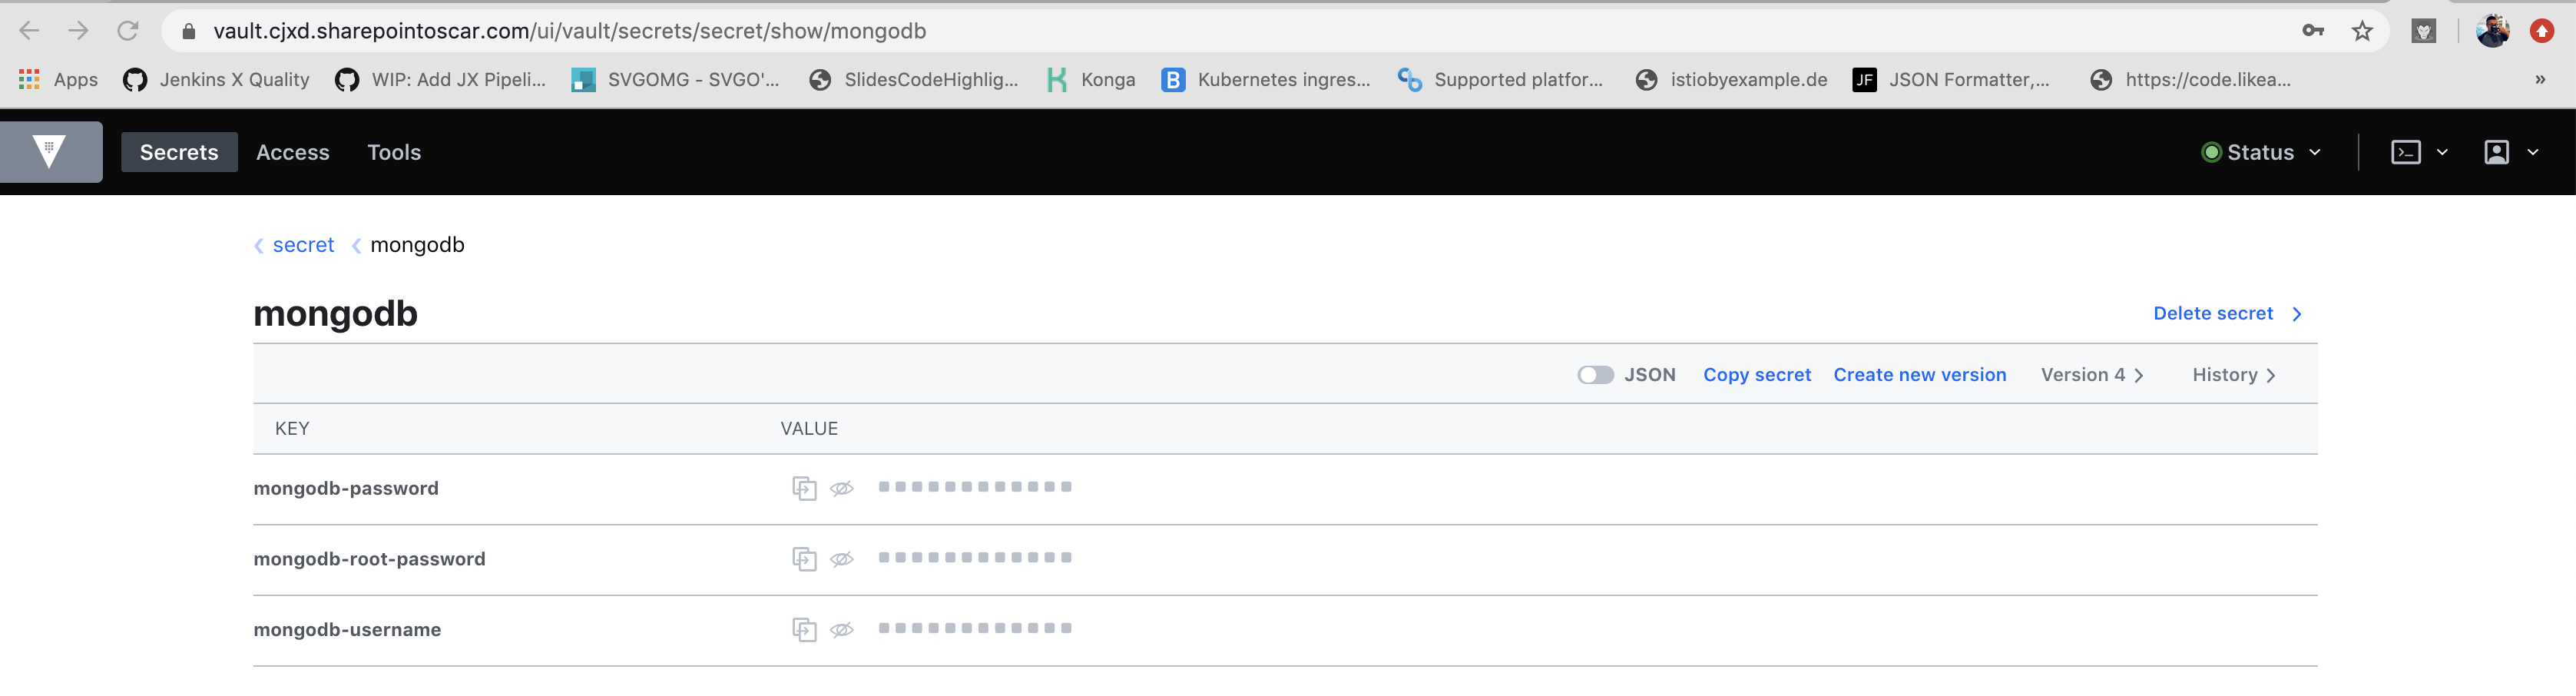 vault.cjxd.sharepointoscar.com/ui/vault/secrets/secret/show/mongodb
Apps Jenkins X Quality WIP: Add JX Pipeli... SVGOMG - SVGO'... SlidesCodeHighlig... Konga B Kubernetes ingres... Supported platfor... istiobyexample.de JF JSON Formatter,... https://code.likea... »
Secrets Access Tools Status
secret mongodb
mongodb Delete secret
JSON Copy secret Create new version Version 4 History
KEY VALUE
mongodb-password
mongodb-root-password
mongodb-username